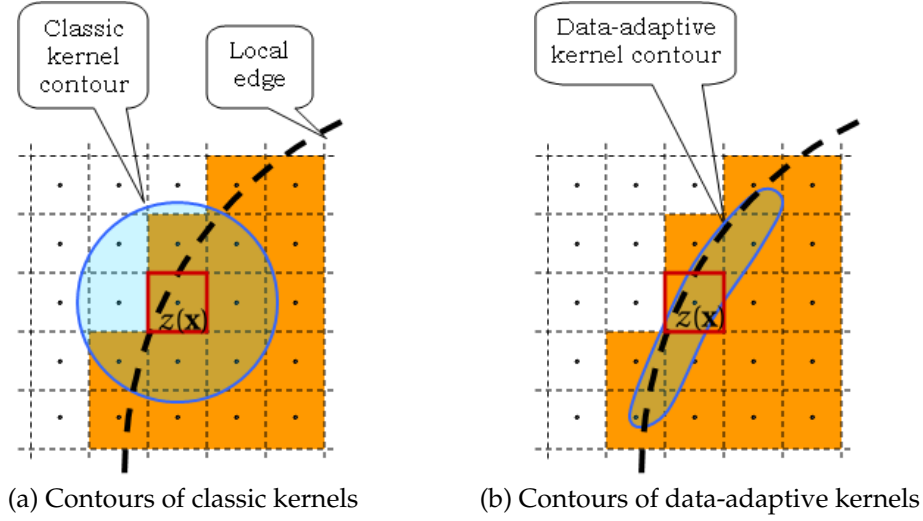 Classic
kernel
contour
Local
edge
z(x)
Data-adaptive
kernel contour
z(x)
(a) Contours of classic kernels
(b) Contours of data-adaptive kernels